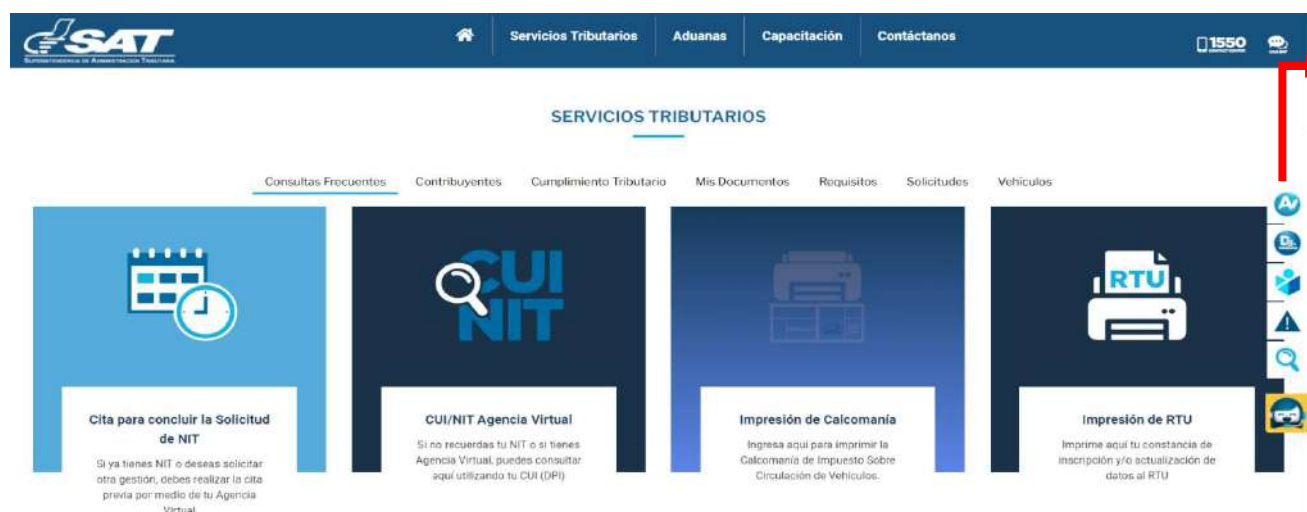 SAT
SUPERINTENDENCIA DE ADMINISTRACIÓN TRIBUTARIA
Servicios Tributarios
Aduanas
Capacitación
Contáctanos
1550
SERVICIOS TRIBUTARIOS
Consultas Frecuentes
Contribuyentes
Cumplimiento Tributario
Mis Documentos
Requisitos
Solicitudes
Vehículos
CUI
NIT
RTU
Cita para concluir la Solicitud
de NIT
Si ya tienes NIT o deseas solicitar
otra gestión, debes realizar la cita
previa por medio de tu Agencia
Virtual
CUI/NIT Agencia Virtual
Si no recuerdas tu NIT o si tienes
Agencia Virtual, puedes consultar
aquí utilizando tu CUI (DPI)
Impresión de Calcomanía
Ingresa aquí para imprimir la
Calcomanía de Impuesto Sobre
Circulación de Vehículos.
Impresión de RTU
Imprime aquí tu constancia de
inscripción y/o actualización de
datos al RTU